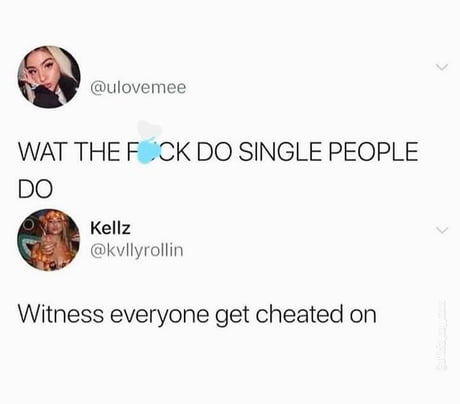 @ulovemee
WAT THE F CK DO SINGLE PEOPLE
DO
Kellz
@kvllyrollin
Witness everyone get cheated on